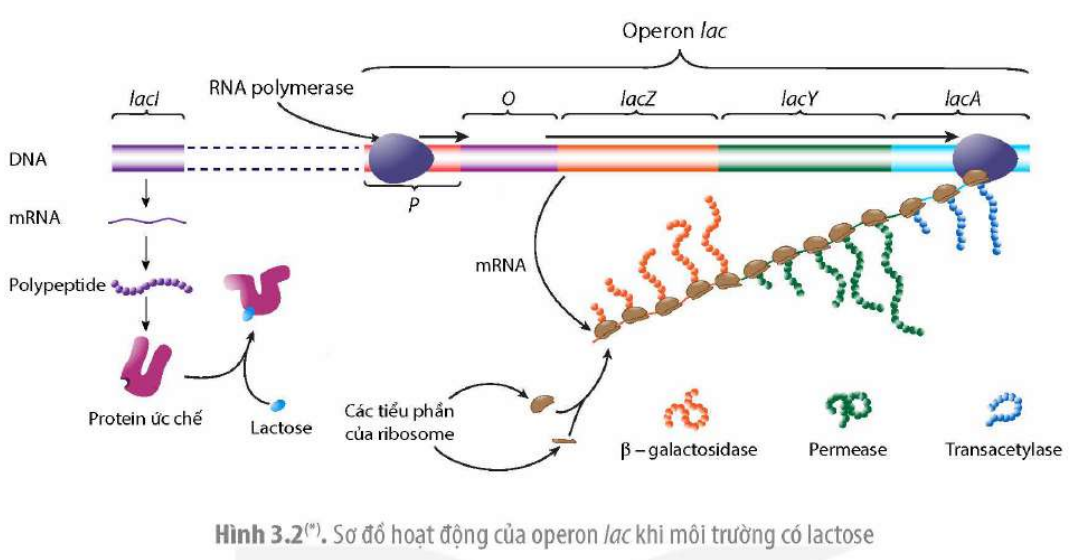 Operon lac
RNA polymerase
lacI
O
lacZ
lacY
lacA
DNA
P
mRNA
mRNA
Polypeptide
Protein ức chế
Lactose
Các tiểu phần
của ribosome
β – galactosidase
Permease
Transacetylase
Hình 3.2(*). Sơ đồ hoạt động của operon lac khi môi trường có lactose